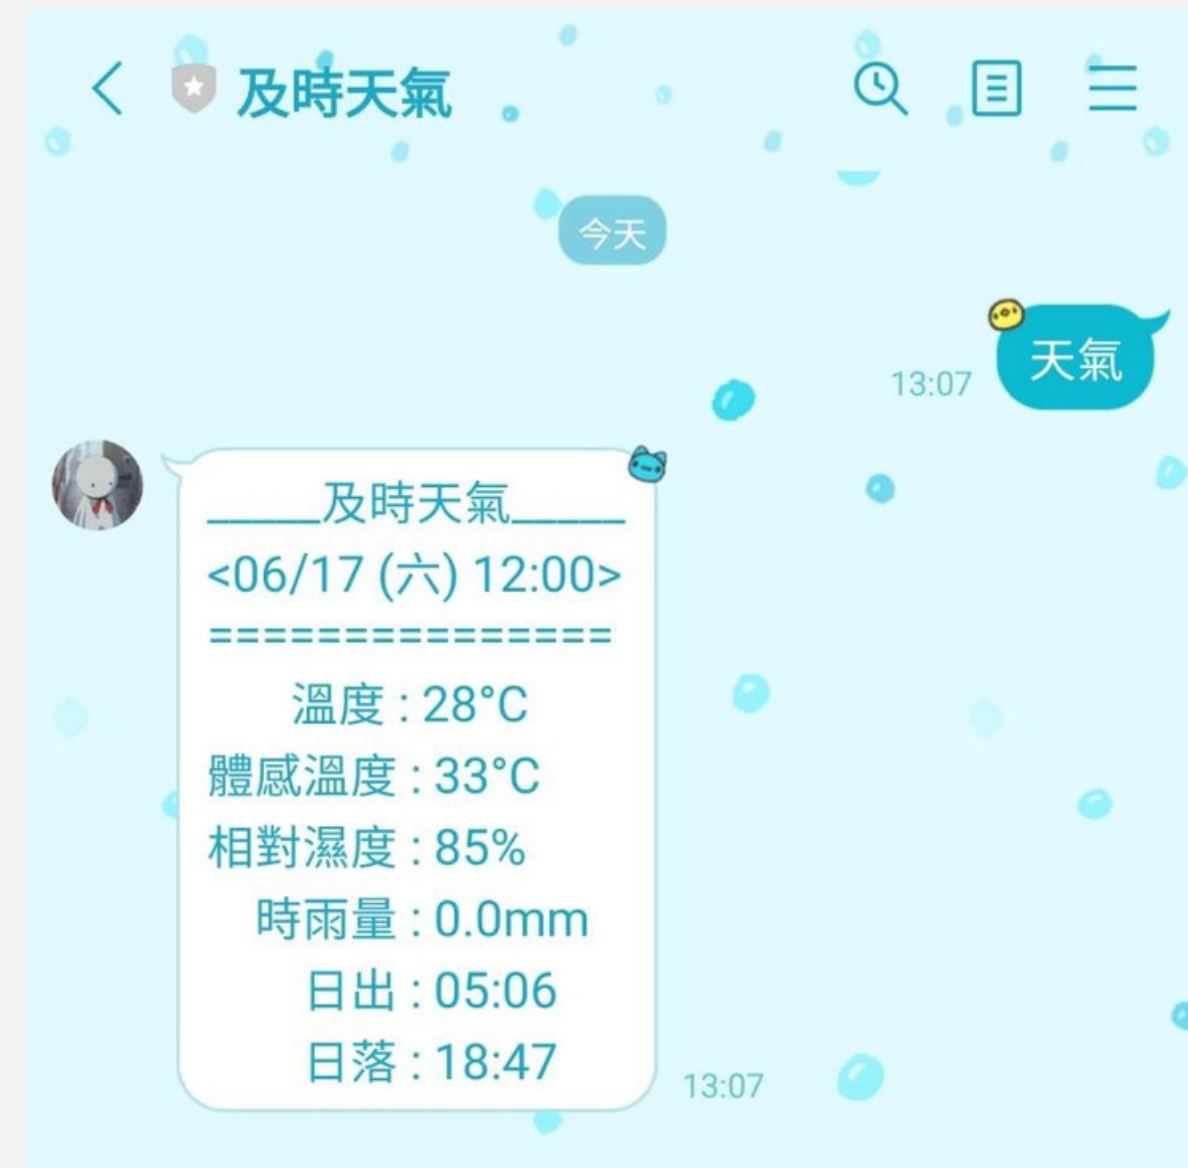 及時天氣
今天
天氣
13:07
_____及時天氣_____
<06/17 (六) 12:00>
===============
溫度 : 28°C
體感溫度 : 33°C
相對濕度 : 85%
時雨量 : 0.0mm
日出 : 05:06
日落 : 18:47
13:07